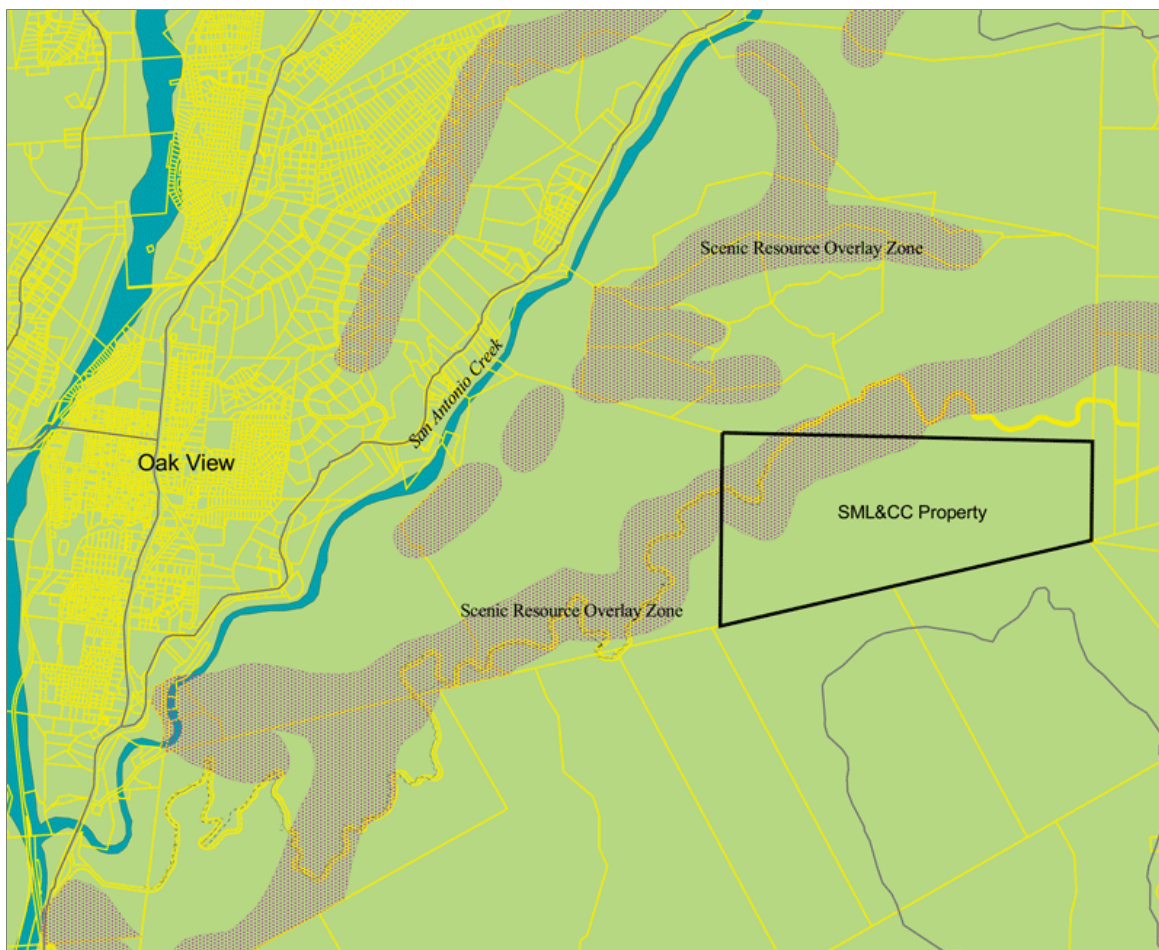 Scenic Resource Overlay Zone
San Antonio Creek
Oak View
SML&CC Property
Scenic Resource Overlay Zone